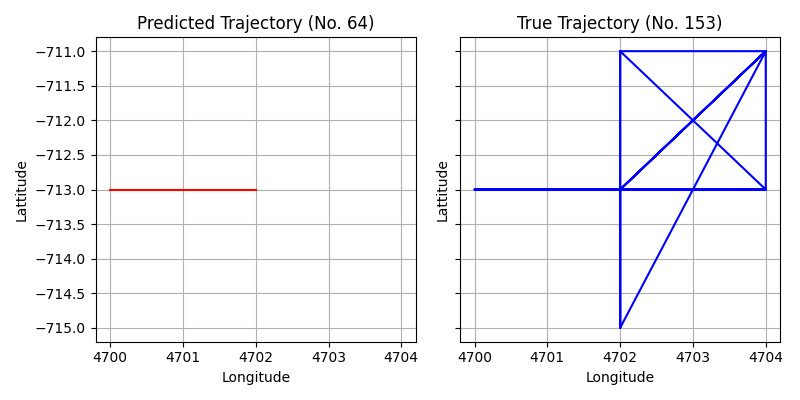 Predicted Trajectory (No. 64)
True Trajectory (No. 153)
−711.0
−711.5
−712.0
−712.5
−713.0
−713.5
−714.0
−714.5
−715.0
Lattitude
Lattitude
4700 4701 4702 4703 4704
4700 4701 4702 4703 4704
Longitude
Longitude